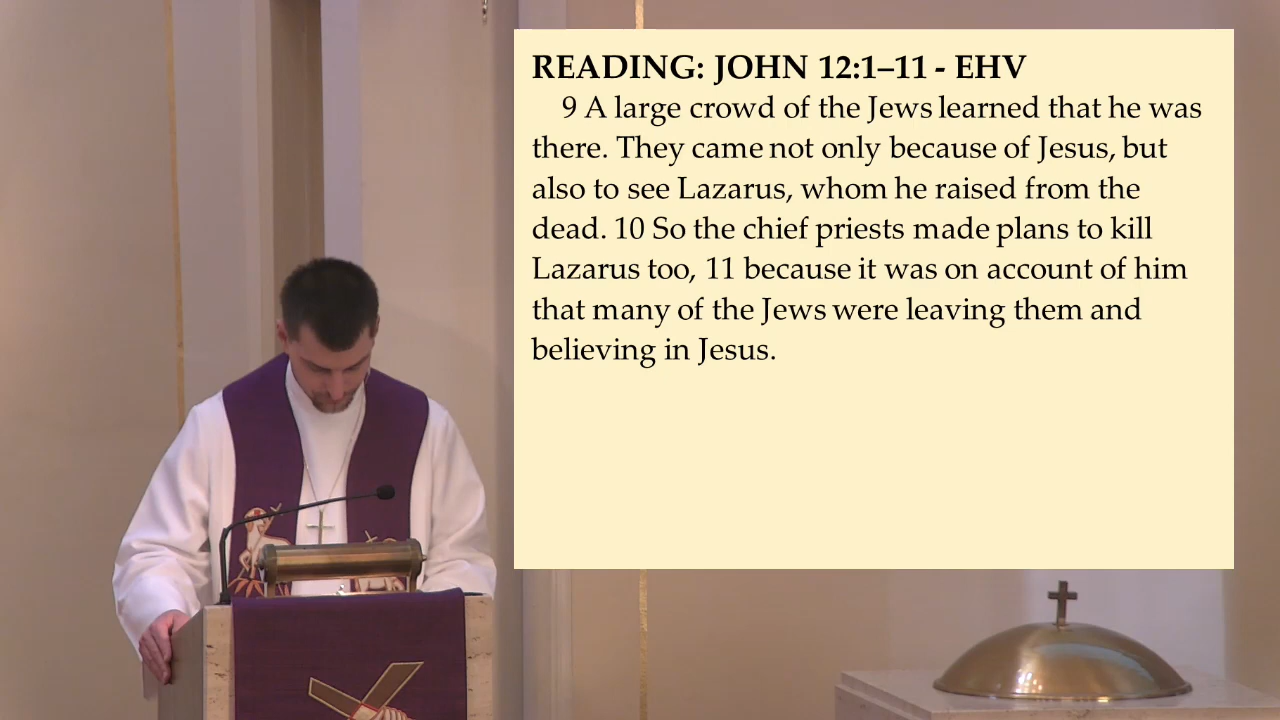 READING: JOHN 12:1–11 - EHV
9 A large crowd of the Jews learned that he was
there. They came not only because of Jesus, but
also to see Lazarus, whom he raised from the
dead. 10 So the chief priests made plans to kill
Lazarus too, 11 because it was on account of him
that many of the Jews were leaving them and
believing in Jesus.